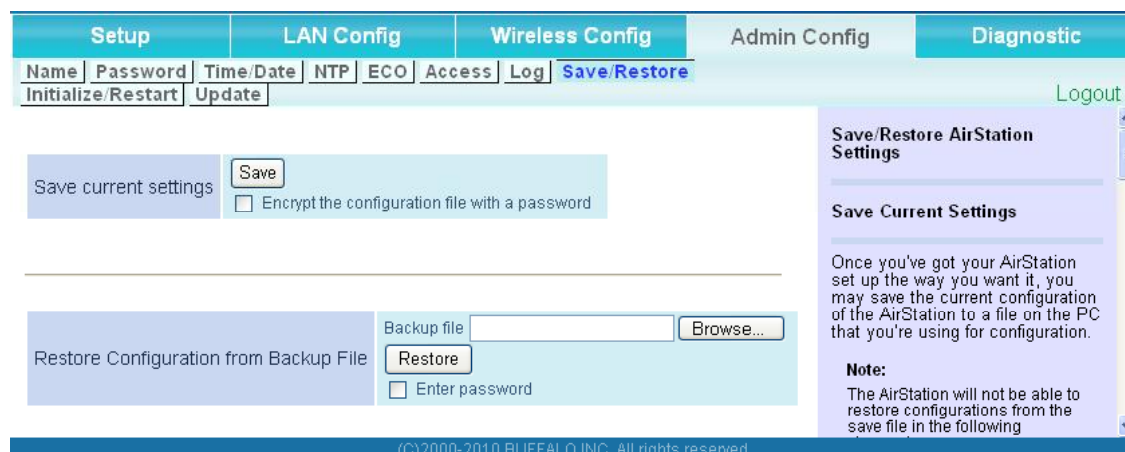 Setup LAN Config Wireless Config Admin Config Diagnostic
Name Password Time/Date NTP ECO Access Log Save/Restore
Initialize/Restart Update
Logout
Save current settings
Save
Encrypt the configuration file with a password
Restore Configuration from Backup File
Backup file Browse...
Restore
Enter password
Save/Restore AirStation
Settings
Save Current Settings
Once you've got your AirStation
set up the way you want it, you
may save the current configuration
of the AirStation to a file on the PC
that you're using for configuration.
Note:
The AirStation will not be able to
restore configurations from the
save file in the following
(C)2000-2010 BUFFALO INC. All rights reserved.